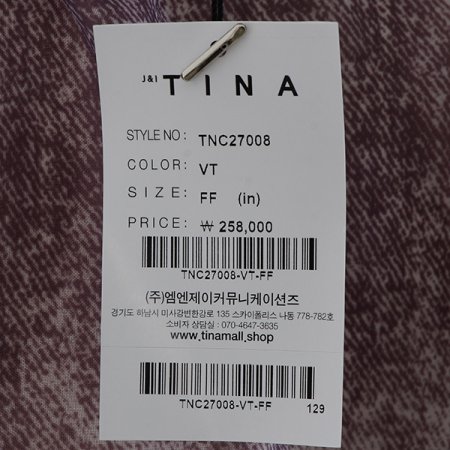 J&I TINA
STYLE NO: TNC27008
COLOR: VT
SIZE: FF (in)
PRICE: ₩ 258,000
TNC27008-VT-FF
(주)엠엔제이커뮤니케이션즈
경기도 하남시 미사강변한강로 135 스카이폴리스 나동 778-782호
소비자 상담실 : 070-4647-3635
www.tinamall.shop
TNC27008-VT-FF 129